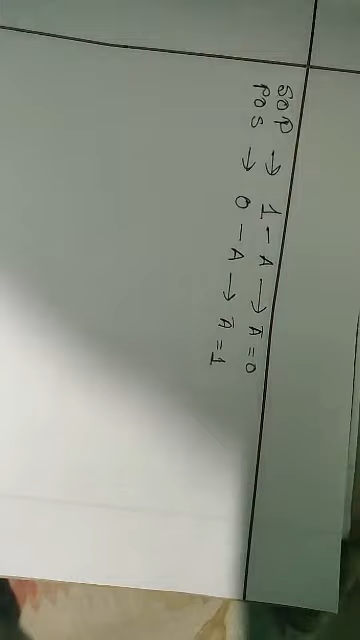 SOP → 1 - A → Ā = 0
POS → 0 - A → Ā = 1